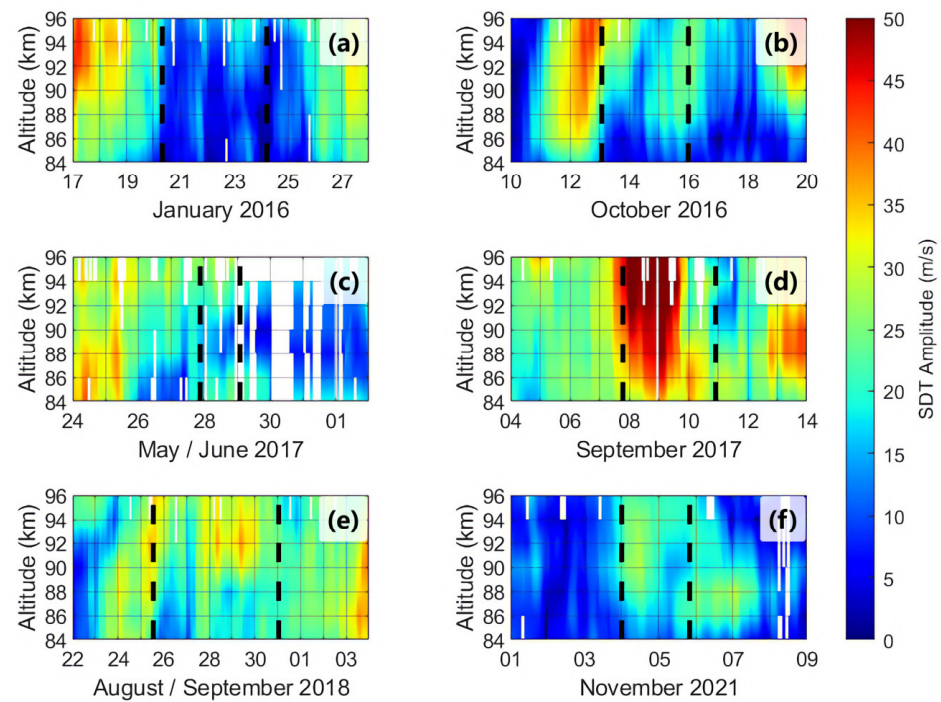 96 94 92 90 88 86 84
Altitude (km)
(a)
17 19 21 23 25 27
January 2016
96 94 92 90 88 86 84
Altitude (km)
(b)
10 12 14 16 18 20
October 2016
96 94 92 90 88 86 84
Altitude (km)
(c)
24 26 28 30 01
May / June 2017
96 94 92 90 88 86 84
Altitude (km)
(d)
04 06 08 10 12 14
September 2017
96 94 92 90 88 86 84
Altitude (km)
(e)
22 24 26 28 30 01 03
August / September 2018
96 94 92 90 88 86 84
Altitude (km)
(f)
01 03 05 07 09
November 2021
50
45
40
35
30
25
20
15
10
5
0
SDT Amplitude (m/s)